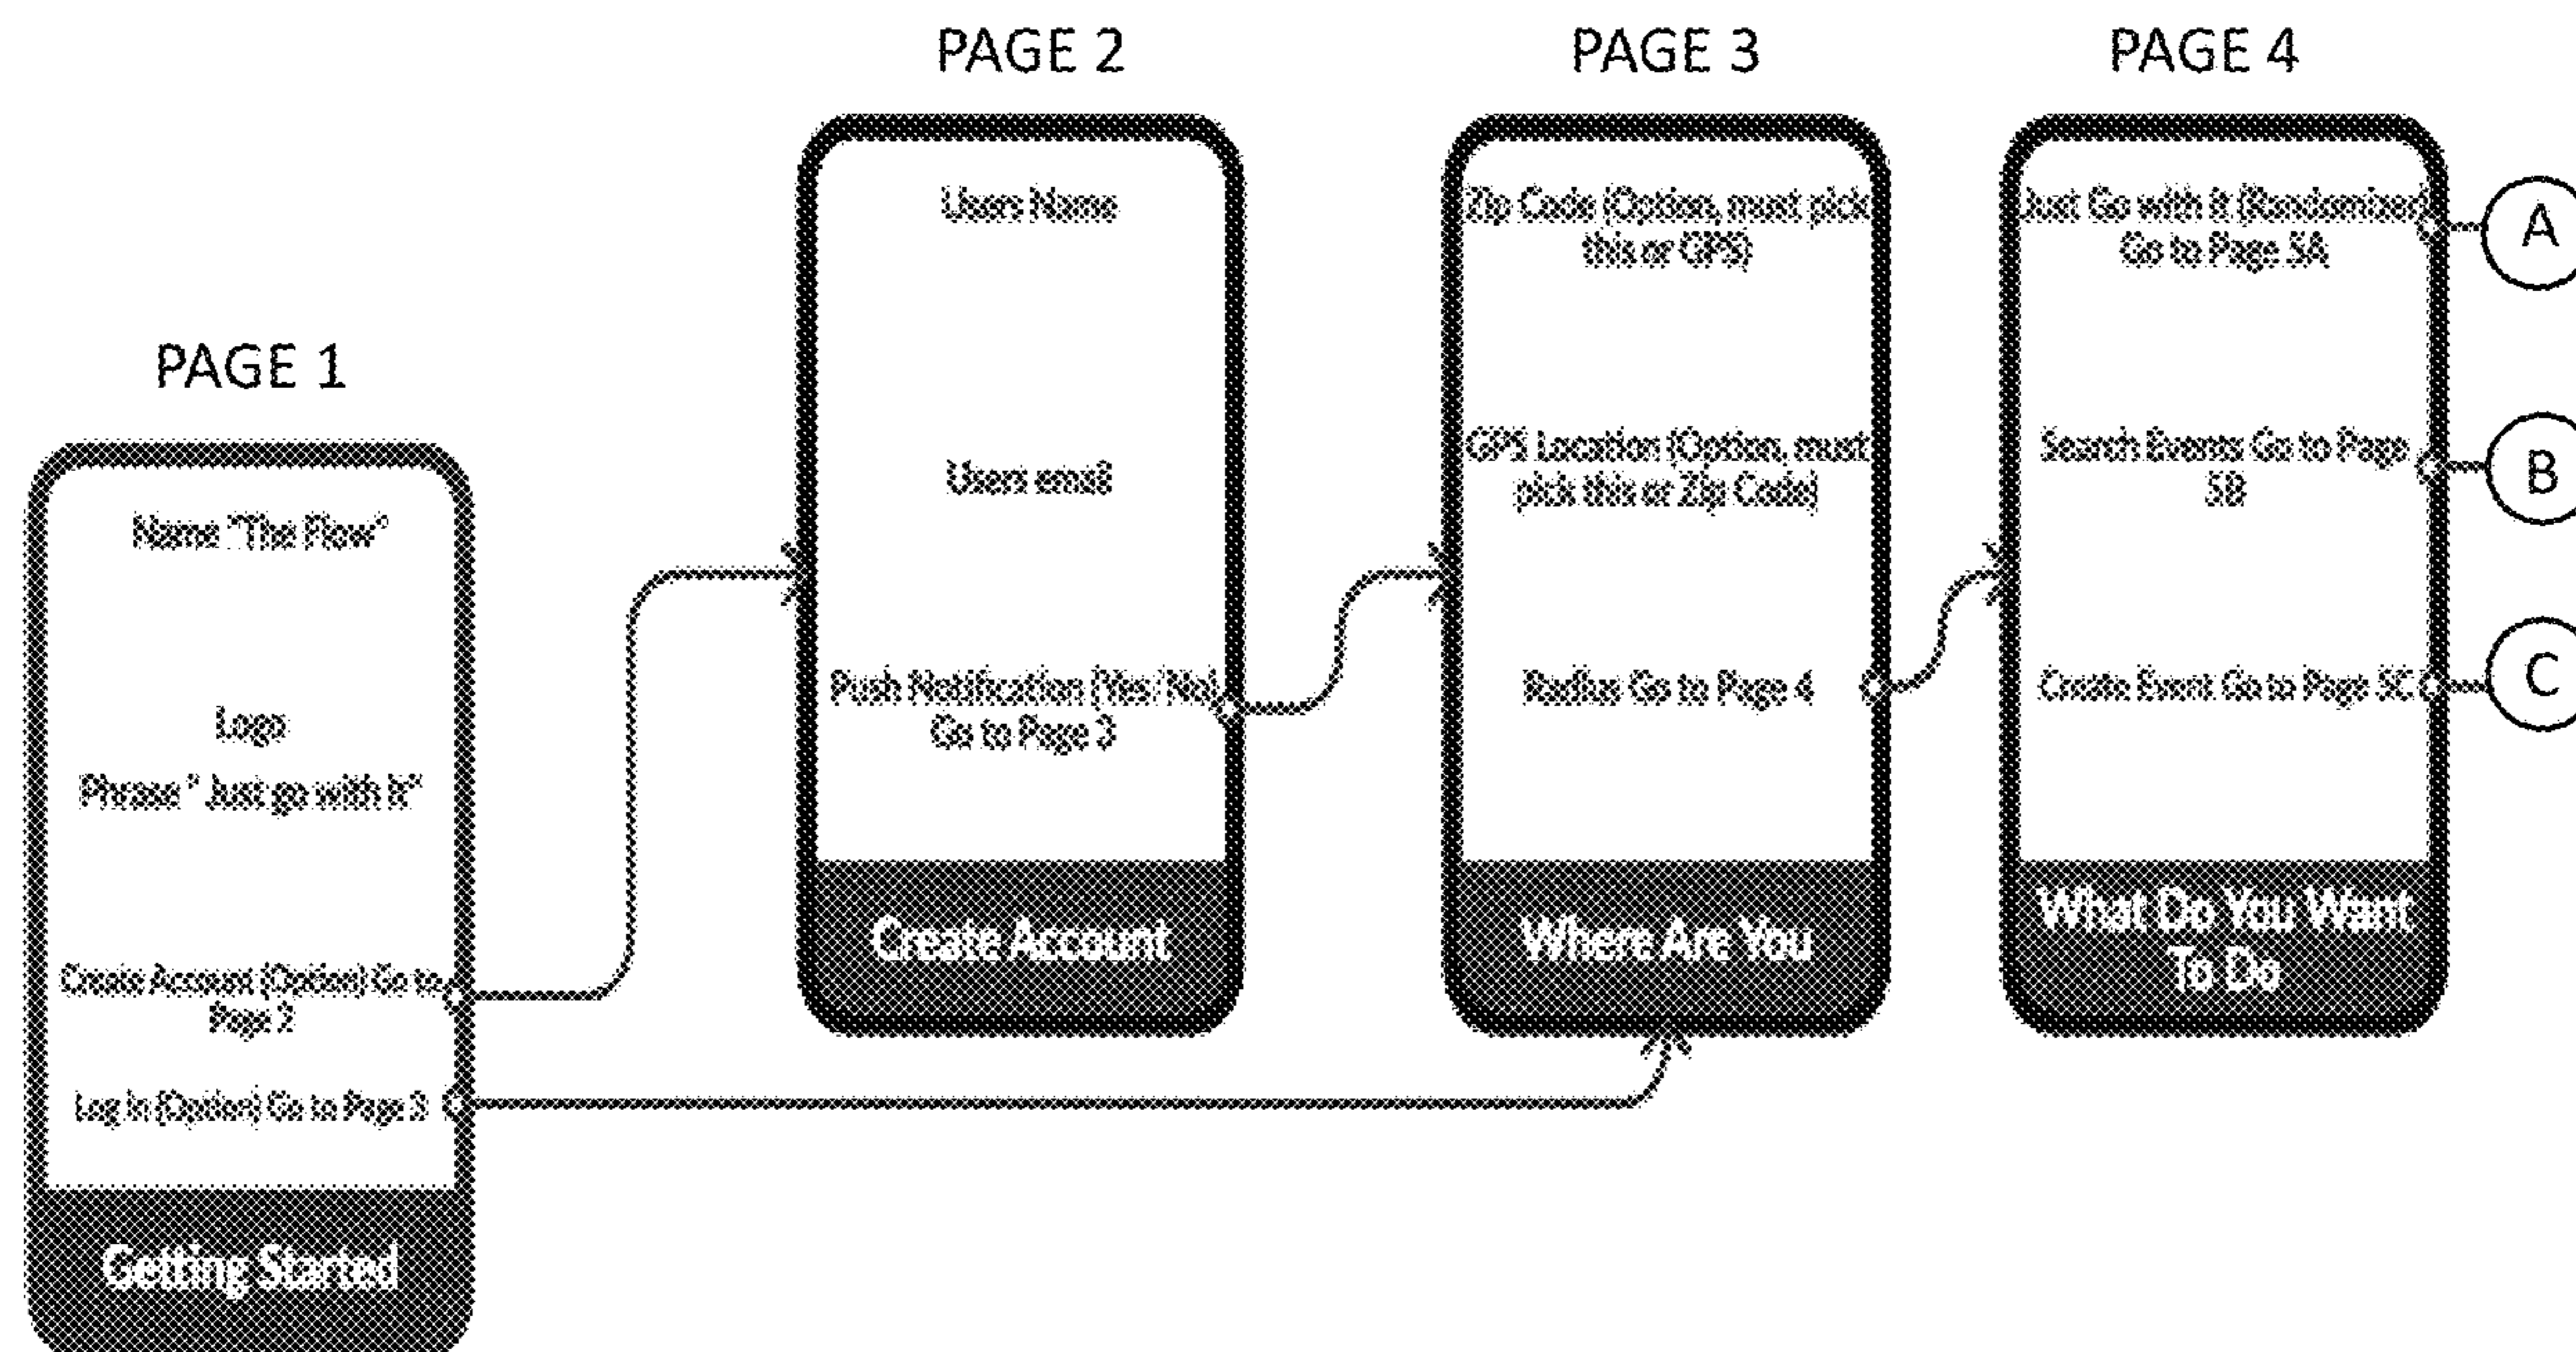 PAGE 1
Name "The Flow"
Logo
Phrase " Just go with it"
Create Account (Option) Go to
Page 2
Log In (Option) Go to Page 3
Getting Started
PAGE 2
Users Name
Users email
Push Notification (Yes/No)
Go to Page 3
Create Account
PAGE 3
Zip Code (Option, must pick
this or GPS)
GPS Location (Option, must
pick this or Zip Code)
Radius Go to Page 4
Where Are You
PAGE 4
Just Go with it (Randomizer)
Go to Page 5A
Search Events Go to Page
5B
Create Event Go to Page 5C
What Do You Want
To Do
A
B
C